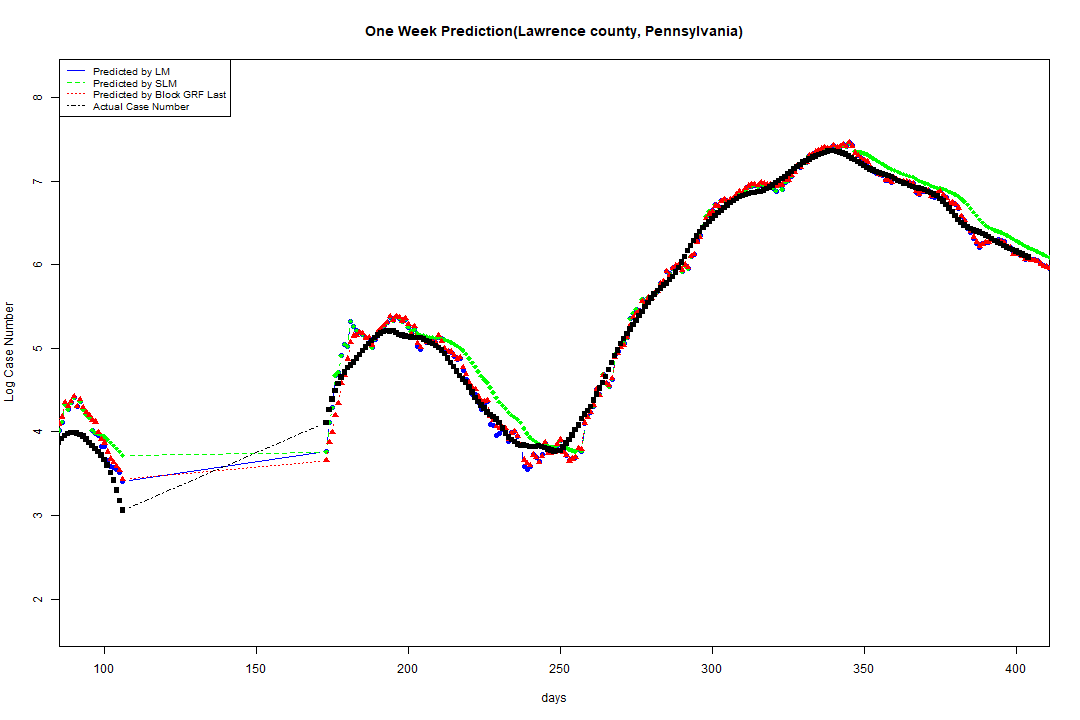 One Week Prediction(Lawrence county, Pennsylvania)
Predicted by LM
Predicted by SLM
Predicted by Block GRF Last
Actual Case Number
8
7
6
5
4
3
2
Log Case Number
100 150 200 250 300 350 400
days